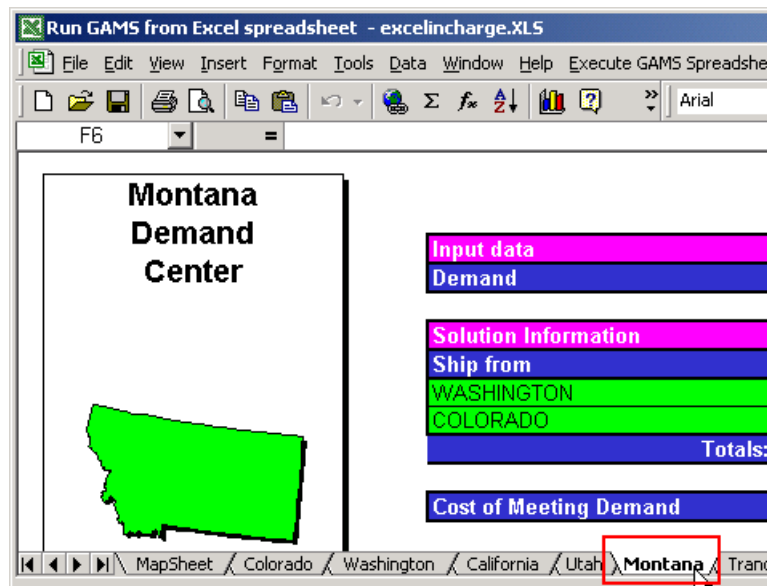 Run GAMS from Excel spreadsheet - excelincharge.XLS
File Edit View Insert Format Tools Data Window Help Execute GAMS Spreadshe
Arial
F6 =
Montana
Demand
Center
Input data
Demand
Solution Information
Ship from
WASHINGTON
COLORADO
Totals:
Cost of Meeting Demand
MapSheet Colorado Washington California Utah Montana Tran